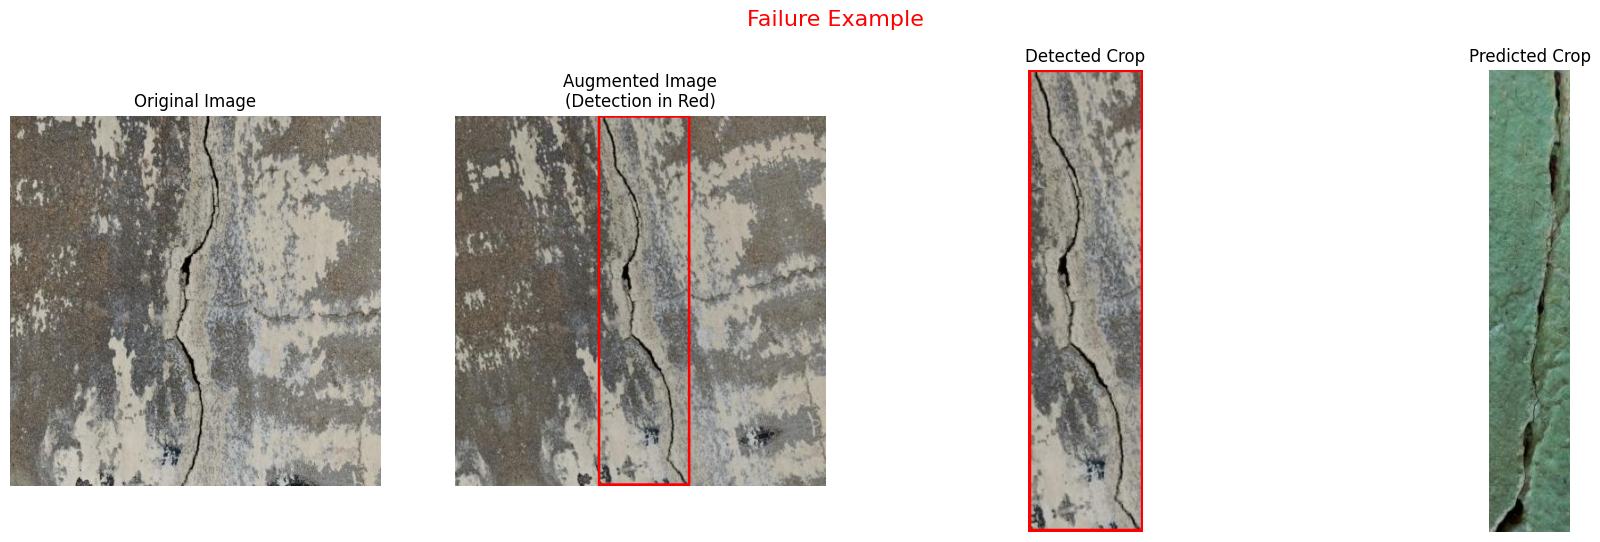 Failure Example
Original Image
Augmented Image
(Detection in Red)
Detected Crop
Predicted Crop